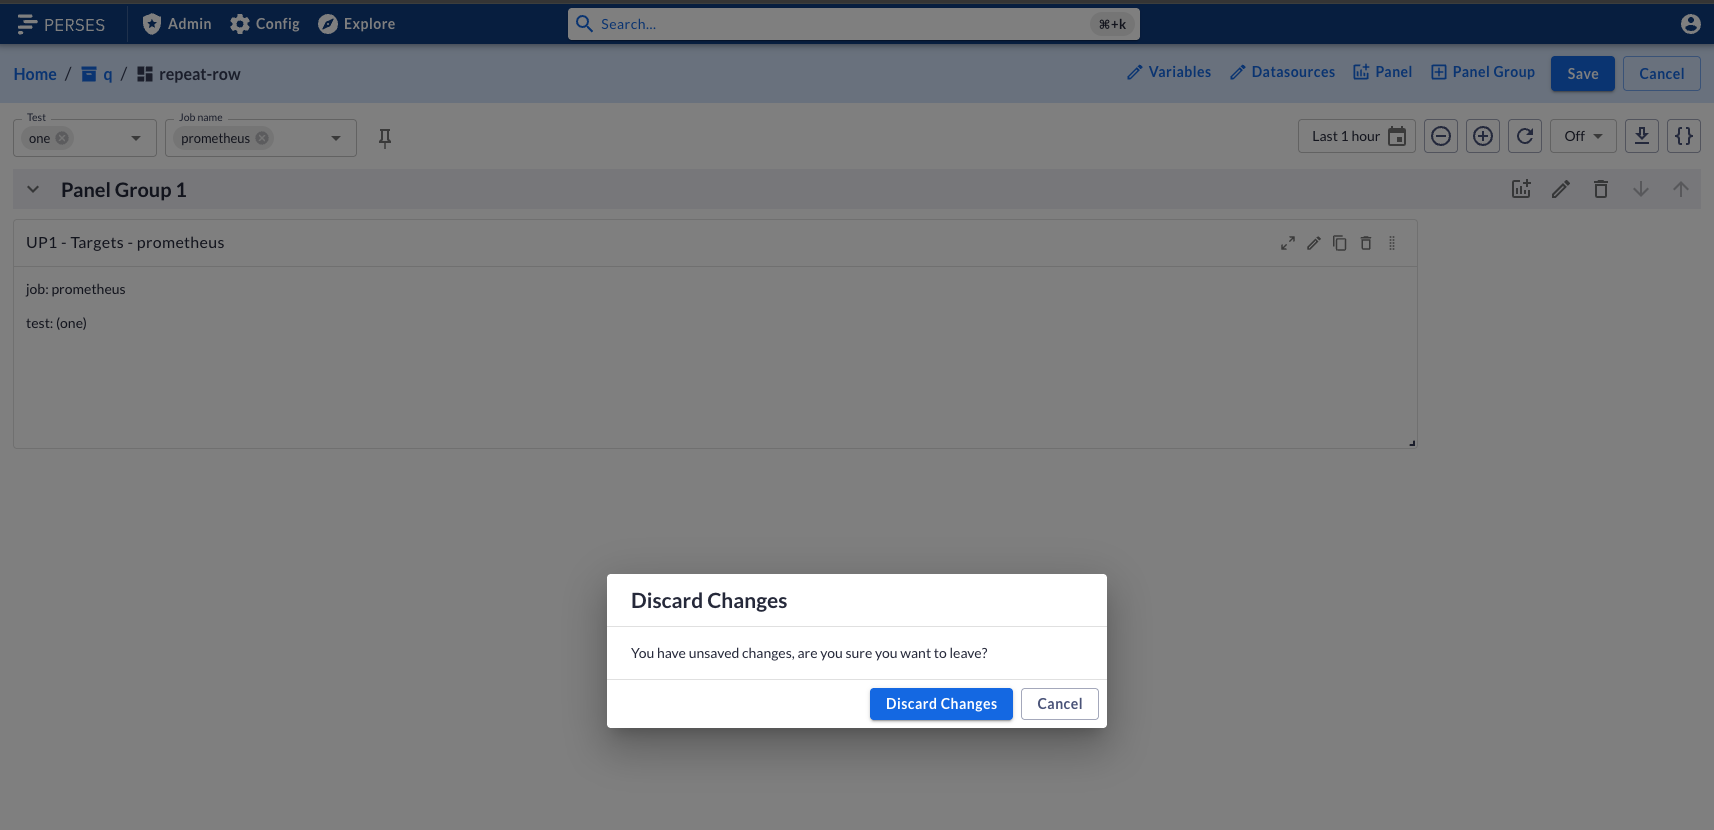 PERSES
Admin
Config
Explore
Search...
⌘+k
Home / q / repeat-row
Variables
Datasources
Panel
Panel Group
Save
Cancel
Test
one
Job name
prometheus
Last 1 hour
Off
{}
Panel Group 1
UP1 - Targets - prometheus
job: prometheus
test: (one)
Discard Changes
You have unsaved changes, are you sure you want to leave?
Discard Changes
Cancel